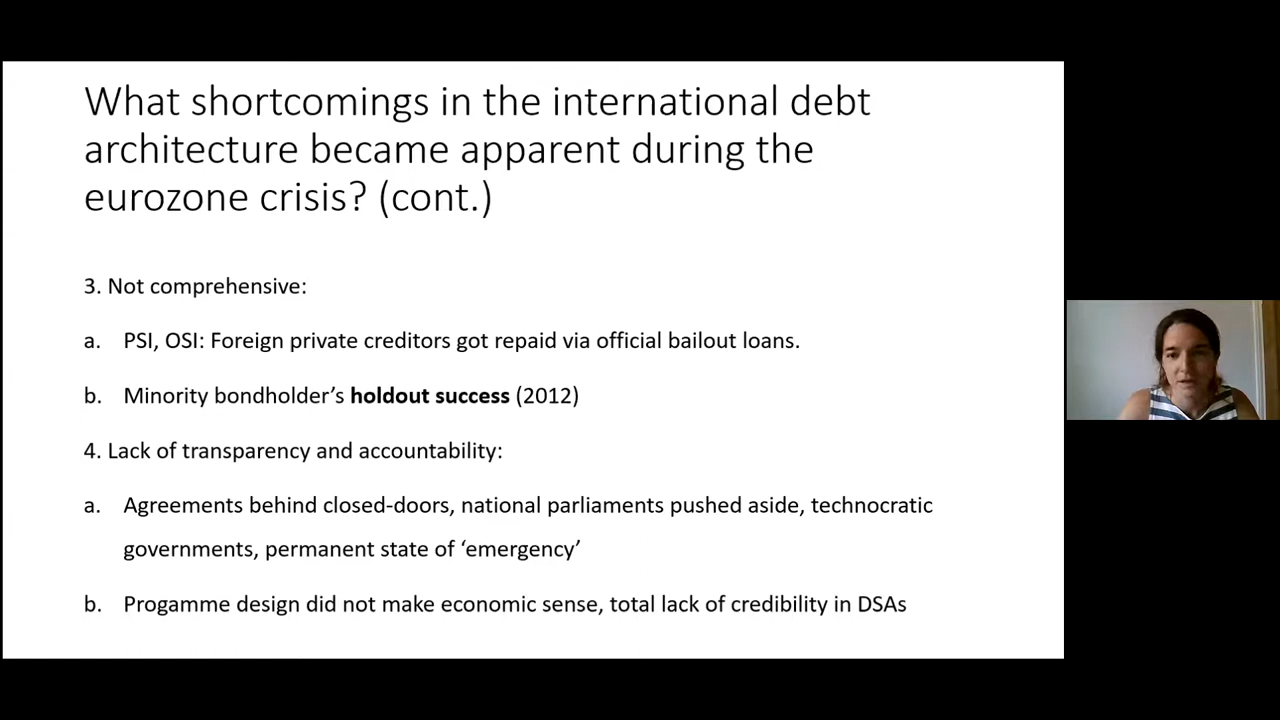 What shortcomings in the international debt
architecture became apparent during the
eurozone crisis? (cont.)
3. Not comprehensive:
a. PSI, OSI: Foreign private creditors got repaid via official bailout loans.
b. Minority bondholder’s holdout success (2012)
4. Lack of transparency and accountability:
a. Agreements behind closed-doors, national parliaments pushed aside, technocratic
governments, permanent state of ‘emergency’
b. Progamme design did not make economic sense, total lack of credibility in DSAs